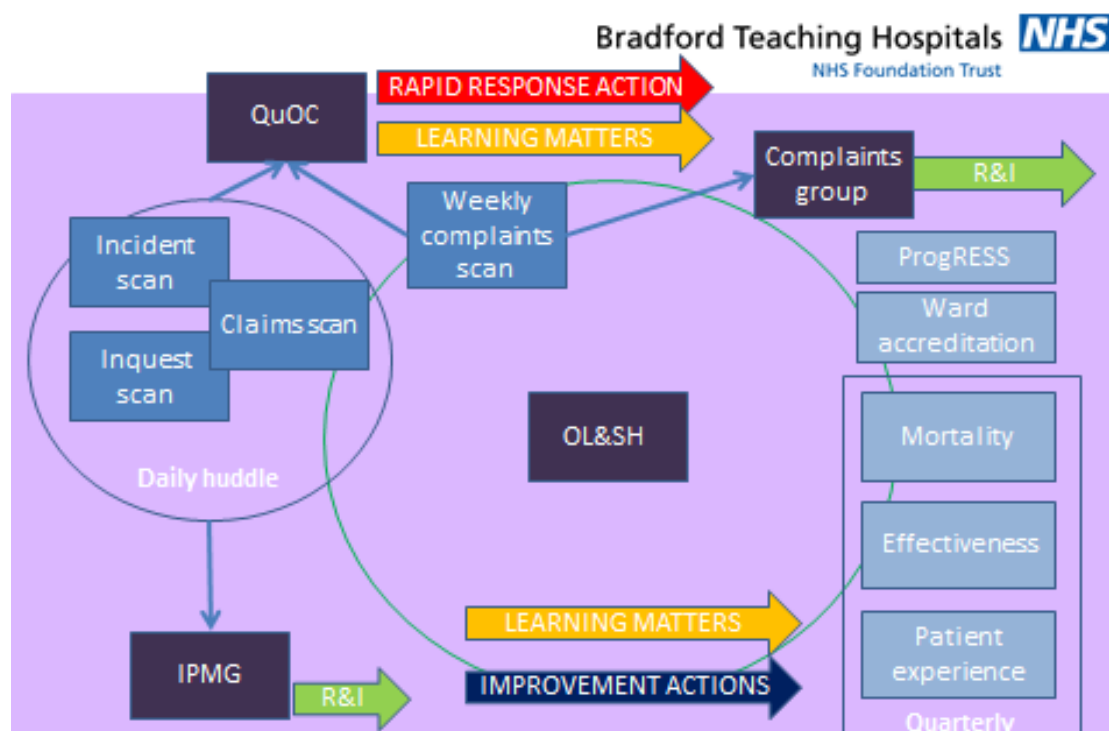 Bradford Teaching Hospitals NHS
NHS Foundation Trust
QuOC
RAPID RESPONSE ACTION
LEARNING MATTERS
Complaints
group
R&I
Weekly
complaints
scan
Incident
scan
Claims scan
Inquest
scan
Daily huddle
ProgRESS
Ward
accreditation
OL&SH
Mortality
Effectiveness
Patient
experience
Quarterly
LEARNING MATTERS
IMPROVEMENT ACTIONS
IPMG
R&I